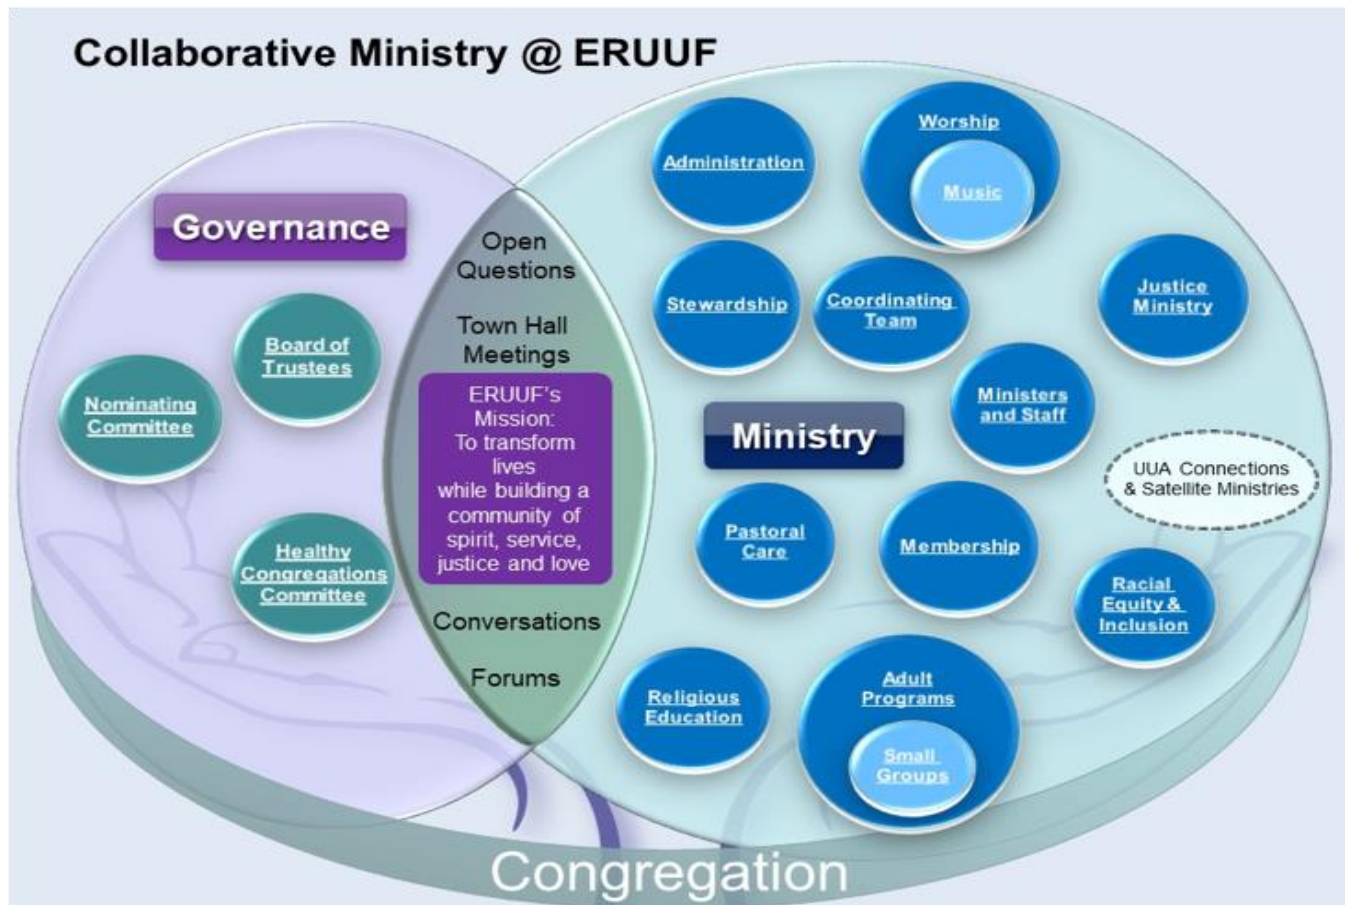 Collaborative Ministry @ ERUUF
Governance
Board of
Trustees
Nominating
Committee
Healthy
Congregations
Committee
Open
Questions
Town Hall
Meetings
ERUUF's
Mission:
To transform
lives
while building a
community of
spirit, service,
justice and love
Conversations
Forums
Administration
Worship
Music
Stewardship
Coordinating
Team
Justice
Ministry
Ministers
and Staff
Ministry
UUA Connections
& Satellite Ministries
Pastoral
Care
Membership
Racial
Equity &
Inclusion
Religious
Education
Adult
Programs
Small
Groups
Congregation